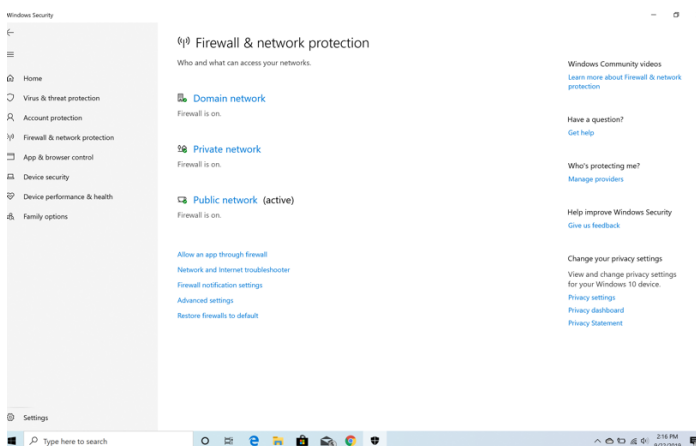 Windows Security
Home
Virus & threat protection
Account protection
Firewall & network protection
App & browser control
Device security
Device performance & health
Family options
Settings
Firewall & network protection
Who and what can access your networks.
Domain network
Firewall is on.
Private network
Firewall is on.
Public network (active)
Firewall is on.
Allow an app through firewall
Network and Internet troubleshooter
Firewall notification settings
Advanced settings
Restore firewalls to default
Windows Community videos
Learn more about Firewall & network
protection
Have a question?
Get help
Who's protecting me?
Manage providers
Help improve Windows Security
Give us feedback
Change your privacy settings
View and change privacy settings
for your Windows 10 device.
Privacy settings
Privacy dashboard
Privacy Statement
Type here to search
2:16 PM